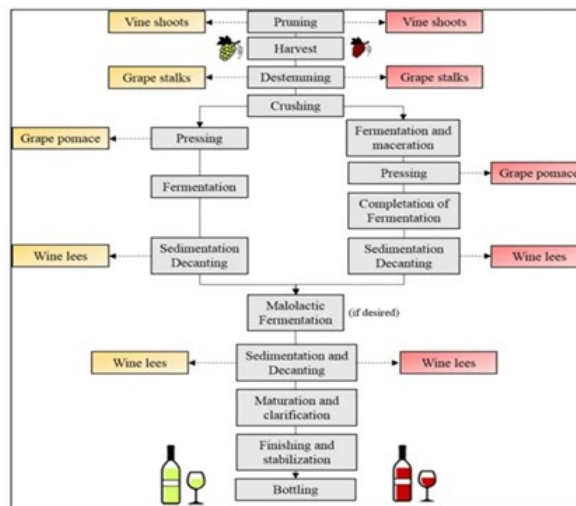 Vine shoots
Pruning
Vine shoots
Harvest
Grape stalks
Destemming
Grape stalks
Crushing
Grape pomace
Pressing
Fermentation and
maceration
Pressing
Grape pomace
Fermentation
Completation of
Fermentation
Wine lees
Sedimentation
Decanting
Sedimentation
Decanting
Wine lees
Malolactic
Fermentation
(if desired)
Wine lees
Sedimentation and
Decanting
Wine lees
Maturation and
clarification
Finishing and
stabilization
Bottling